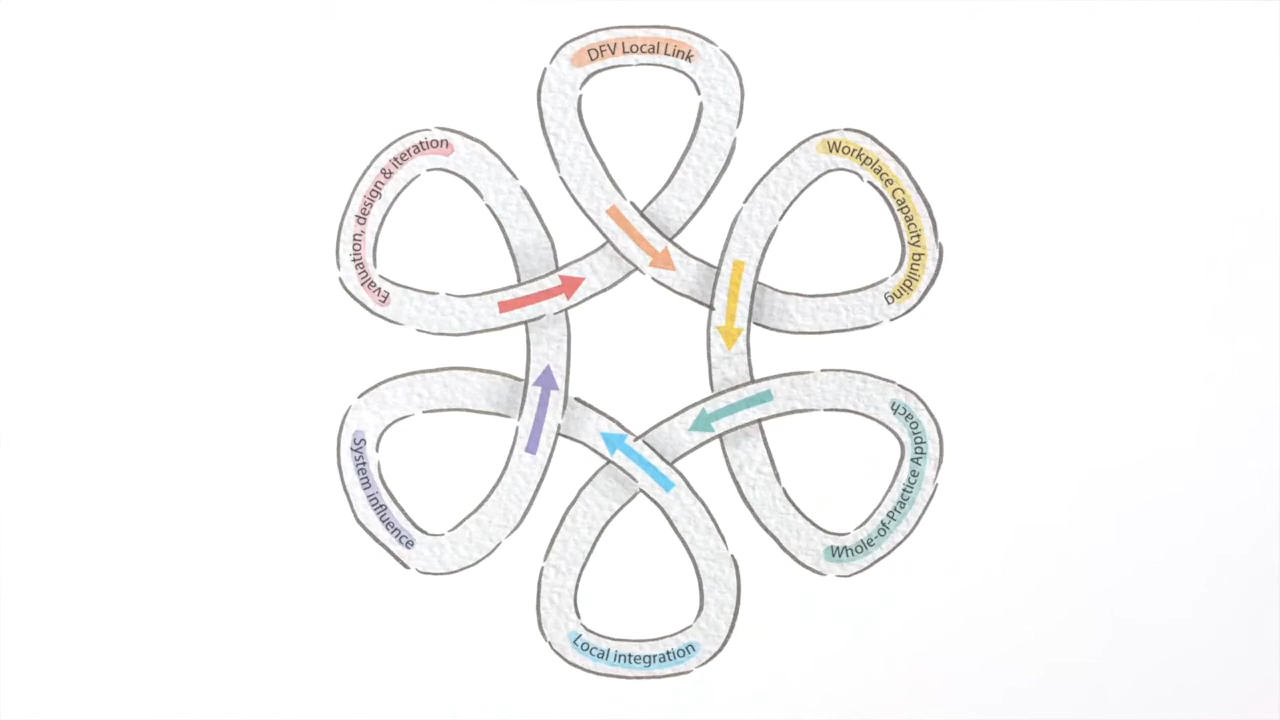 DFV Local Link
Workplace Capacity building
Whole-of-Practice Approach
Local integration
System influence
Evaluation, design & iteration